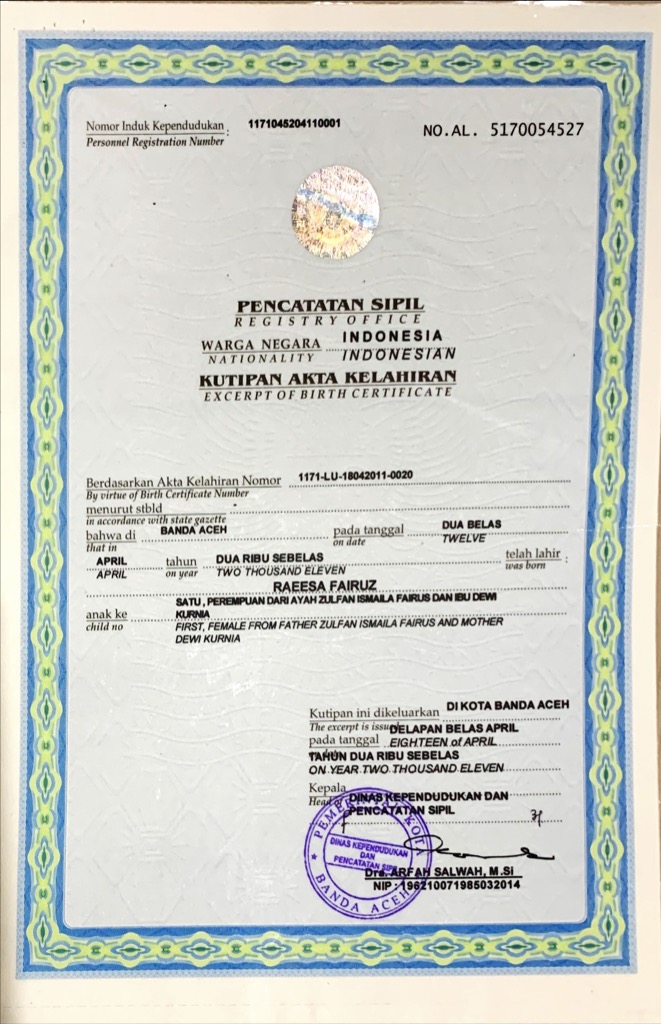 Nomor Induk Kependudukan : 1171045204110001
Personnel Registration Number
NO.AL. 5170054527
PENCATATAN SIPIL
REGISTRY OFFICE
WARGA NEGARA INDONESIA
NATIONALITY INDONESIAN
KUTIPAN AKTA KELAHIRAN
EXCERPT OF BIRTH CERTIFICATE
Berdasarkan Akta Kelahiran Nomor 1171-LU-18042011-0020
By virtue of Birth Certificate Number
menurut stbld
in accordance with state gazette
bahwa di BANDA ACEH pada tanggal DUA BELAS
that in on date TWELVE
APRIL tahun DUA RIBU SEBELAS telah lahir :
APRIL on year TWO THOUSAND ELEVEN was born
RAEESA FAIRUZ
SATU , PEREMPUAN DARI AYAH ZULFAN ISMAILA FAIRUS DAN IBU DEWI
anak ke KURNIA
child no FIRST, FEMALE FROM FATHER ZULFAN ISMAILA FAIRUS AND MOTHER
DEWI KURNIA
Kutipan ini dikeluarkan DI KOTA BANDA ACEH
The excerpt is issued DELAPAN BELAS APRIL
pada tanggal EIGHTEEN of APRIL
TAHUN DUA RIBU SEBELAS
ON YEAR TWO THOUSAND ELEVEN
Kepala DINAS KEPENDUDUKAN DAN
Head PENCATATAN SIPIL
PEMERINTAH KOTA
DINAS KEPENDUDUKAN
DAN
PENCATATAN SIPIL
BANDA ACEH
Dra. ARFAH SALWAH, M.Si
NIP : 196210071985032014